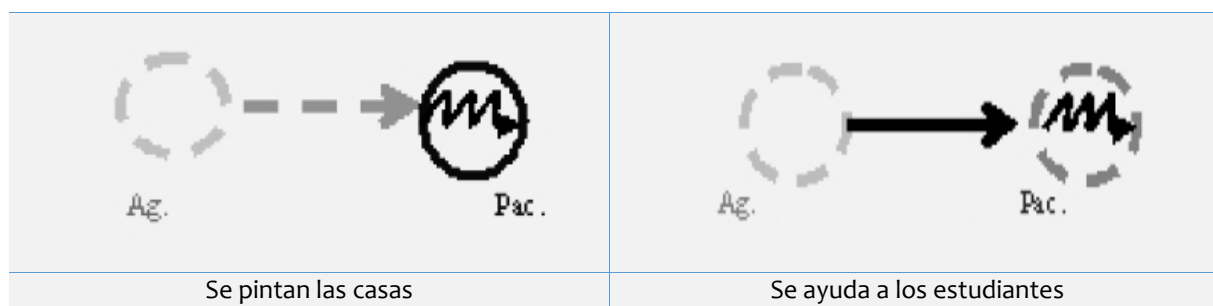 Ag.
Pac.
Ag.
Pac.
Se pintan las casas
Se ayuda a los estudiantes